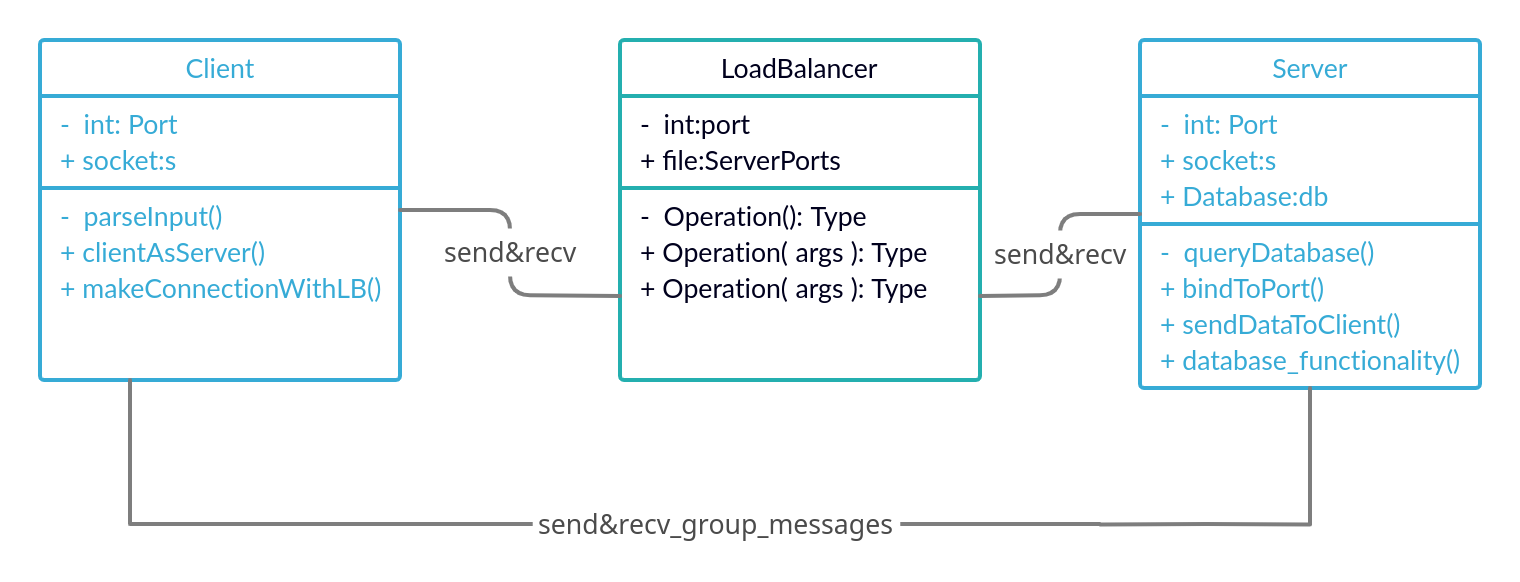 Client
- int: Port
+ socket:s
- parseInput()
+ clientAsServer()
+ makeConnectionWithLB()
send&recv
LoadBalancer
- int:port
+ file:ServerPorts
- Operation(): Type
+ Operation( args ): Type
+ Operation( args ): Type
send&recv
Server
- int: Port
+ socket:s
+ Database:db
- queryDatabase()
+ bindToPort()
+ sendDataToClient()
+ database_functionality()
send&recv_group_messages